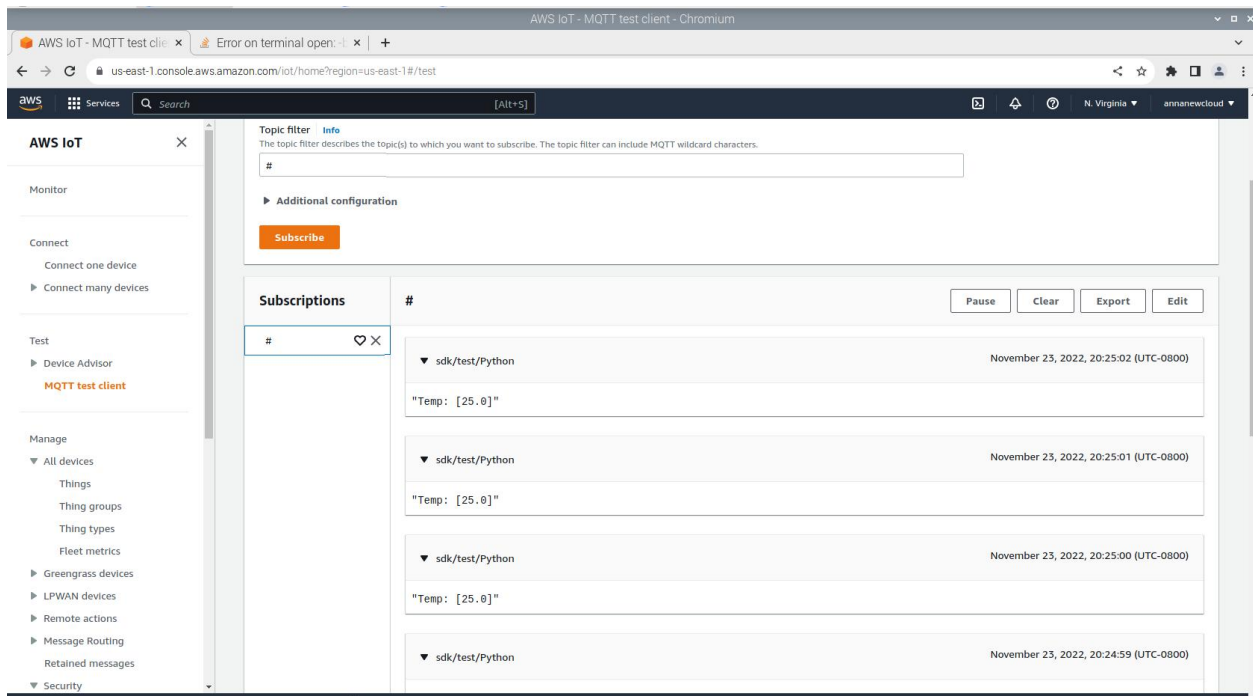 AWS IoT - MQTT test client - Chromium
AWS IoT - MQTT test clie
Error on terminal open:
us-east-1.console.aws.amazon.com/iot/home?region=us-east-1#/test
aws Services Search [Alt+S] N. Virginia annanewcloud
AWS IoT
Monitor
Connect
Connect one device
Connect many devices
Test
Device Advisor
MQTT test client
Manage
All devices
Things
Thing groups
Thing types
Fleet metrics
Greengrass devices
LPWAN devices
Remote actions
Message Routing
Retained messages
Security
Topic filter Info
The topic filter describes the topic(s) to which you want to subscribe. The topic filter can include MQTT wildcard characters.
#
Additional configuration
Subscribe
Subscriptions
#
# Pause Clear Export Edit
sdk/test/Python November 23, 2022, 20:25:02 (UTC-0800)
"Temp: [25.0]"
sdk/test/Python November 23, 2022, 20:25:01 (UTC-0800)
"Temp: [25.0]"
sdk/test/Python November 23, 2022, 20:25:00 (UTC-0800)
"Temp: [25.0]"
sdk/test/Python November 23, 2022, 20:24:59 (UTC-0800)